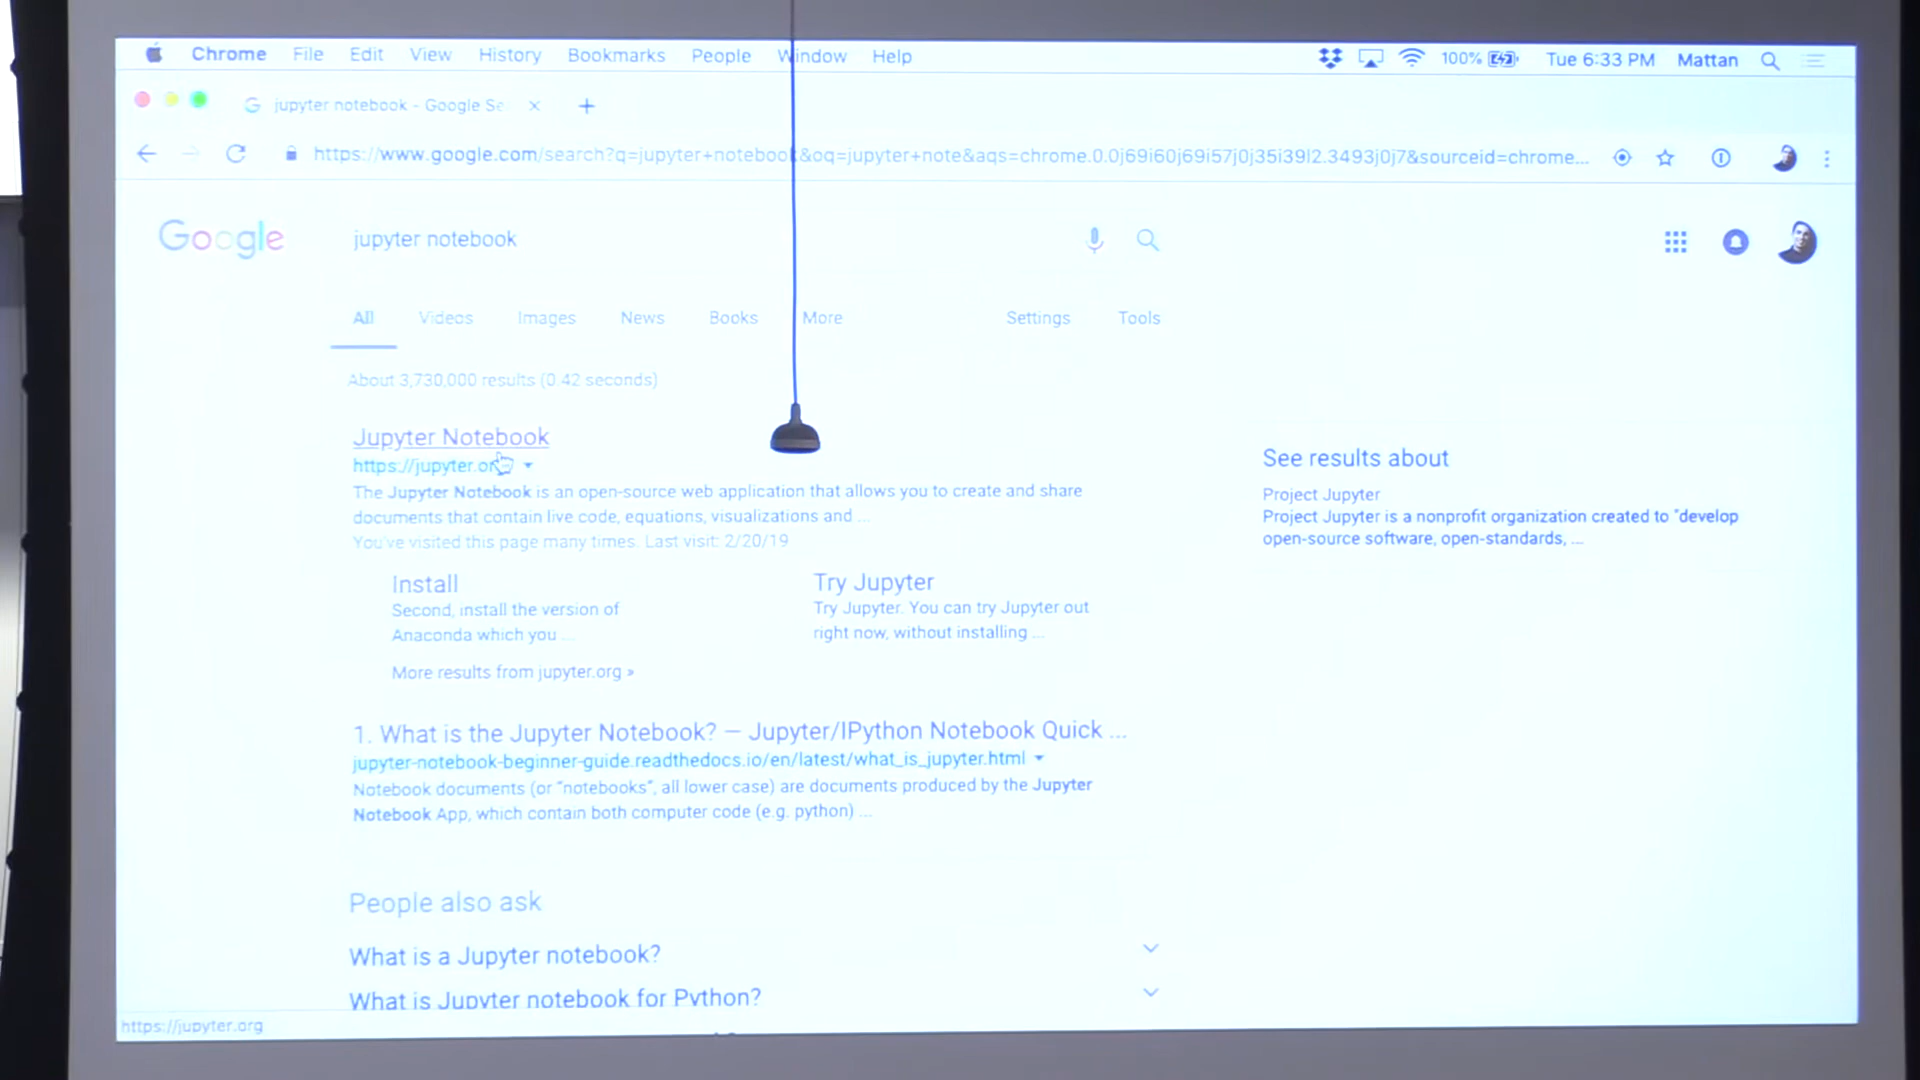 Chrome File Edit View History Bookmarks People Window Help 100% Tue 6:33 PM Mattan
jupyter notebook - Google Se
https://www.google.com/search?q=jupyter+notebook&oq=jupyter+note&aqs=chrome.0.0j69i60j69i57j0j35i39l2.3493j0j7&sourceid=chrome...
Google jupyter notebook
All Videos Images News Books More Settings Tools
About 3,730,000 results (0.42 seconds)
Jupyter Notebook
https://jupyter.or
The Jupyter Notebook is an open-source web application that allows you to create and share
documents that contain live code, equations, visualizations and ...
You've visited this page many times. Last visit: 2/20/19
Install
Second, install the version of
Anaconda which you ...
Try Jupyter
Try Jupyter. You can try Jupyter out
right now, without installing ...
More results from jupyter.org »
1. What is the Jupyter Notebook? — Jupyter/IPython Notebook Quick ...
jupyter-notebook-beginner-guide.readthedocs.io/en/latest/what_is_jupyter.html
Notebook documents (or "notebooks", all lower case) are documents produced by the Jupyter
Notebook App, which contain both computer code (e.g. python) ...
People also ask
What is a Jupyter notebook?
What is Jupyter notebook for Python?
See results about
Project Jupyter
Project Jupyter is a nonprofit organization created to "develop
open-source software, open-standards, ...
https://jupyter.org